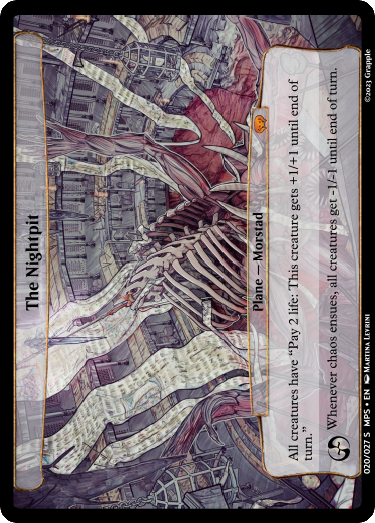 The Nightpit
Plane — Morstad
All creatures have “Pay 2 life: This creature gets +1/+1 until end of
turn.”
Whenever chaos ensues, all creatures get -1/-1 until end of turn.
020/027 S MPS • EN MARTINA LEVRINI
©2023 Grapple